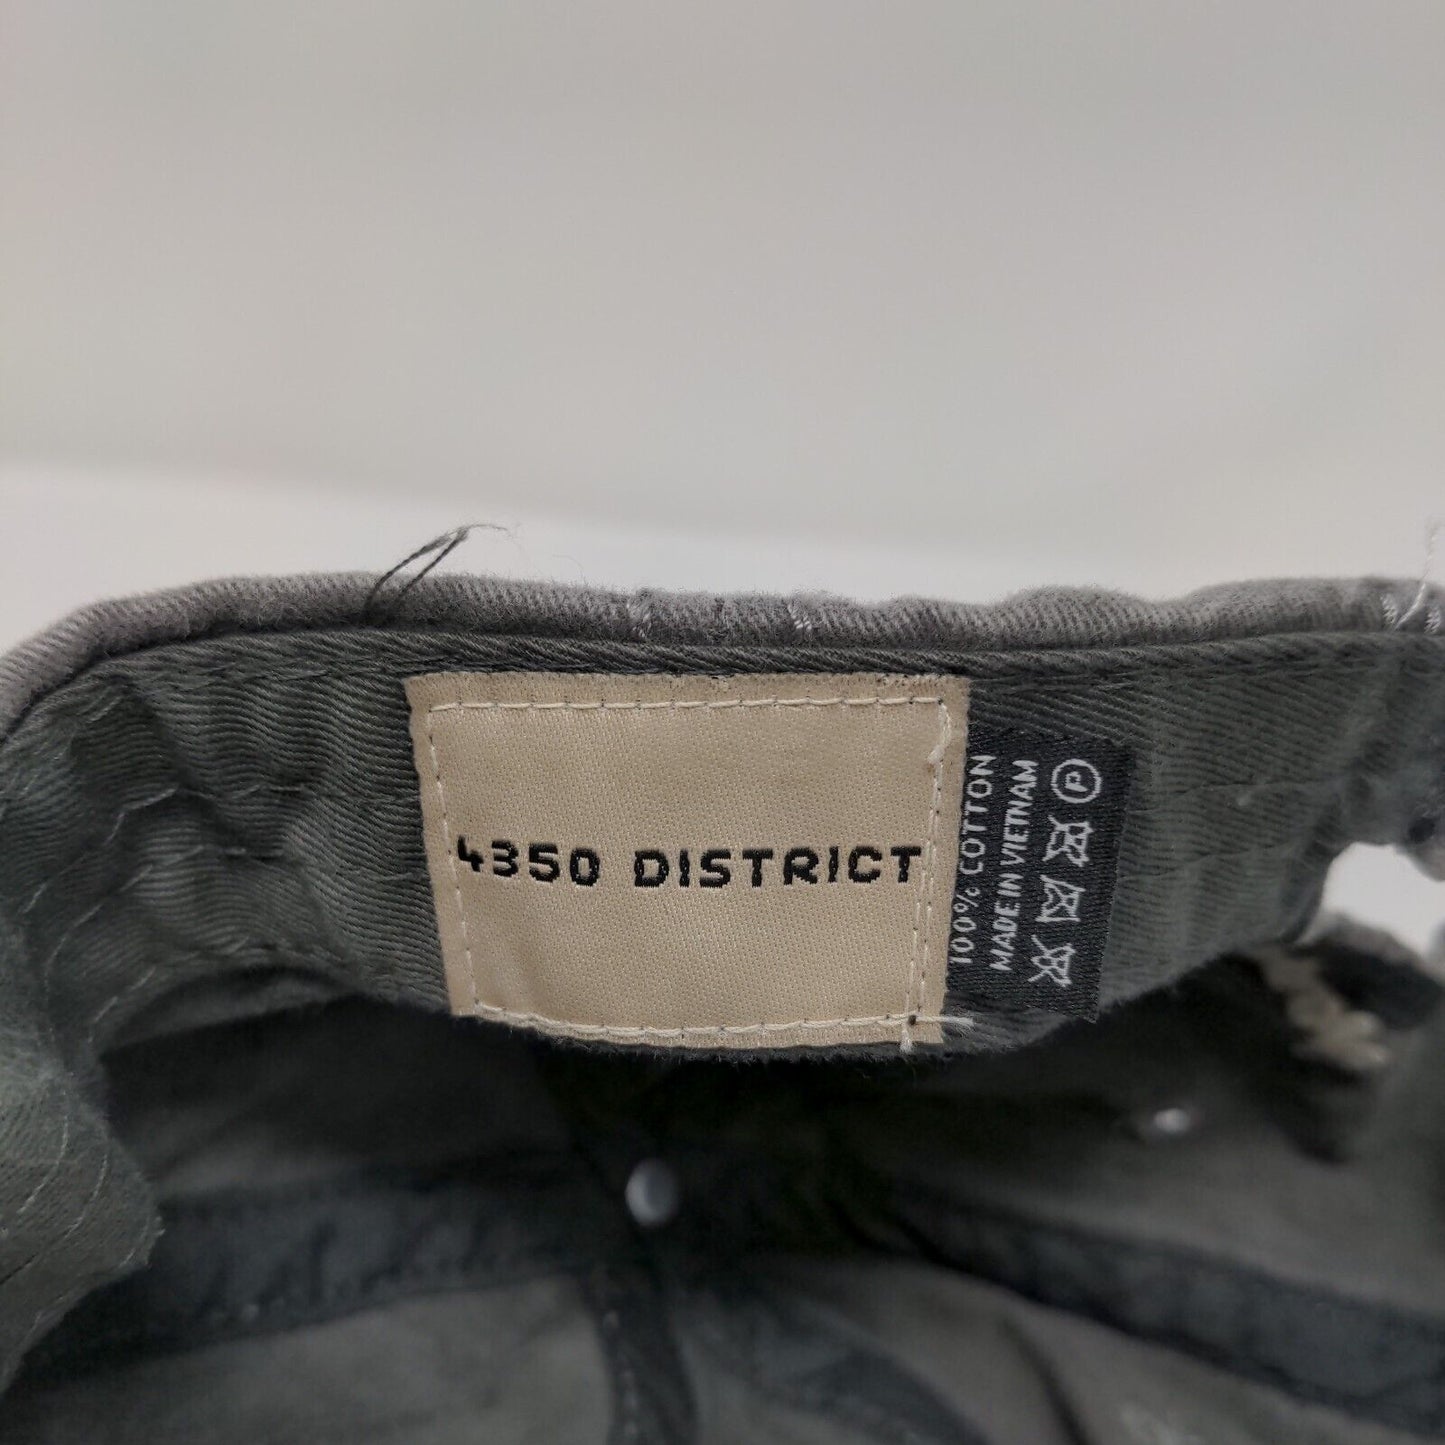 4350 DISTRICT
100% COTTON
MADE IN VIETNAM
P